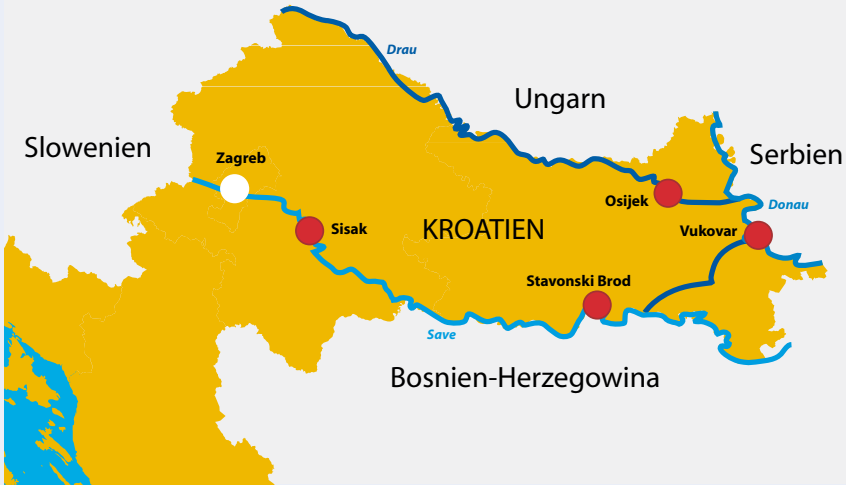 Drau
Ungarn
Slowenien
Zagreb
Serbien
Osijek
Donau
Sisak
KROATIEN
Vukovar
Stavonski Brod
Save
Bosnien-Herzegowina